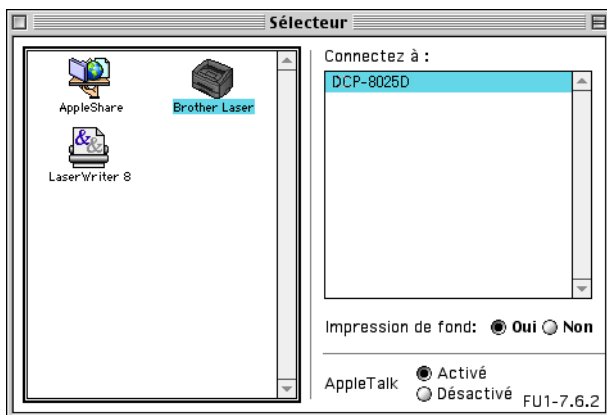 Sélecteur
AppleShare
Brother Laser
LaserWriter 8
Connectez à :
DCP-8025D
Impression de fond: Oui Non
AppleTalk
Activé
Désactivé
FU1-7.6.2